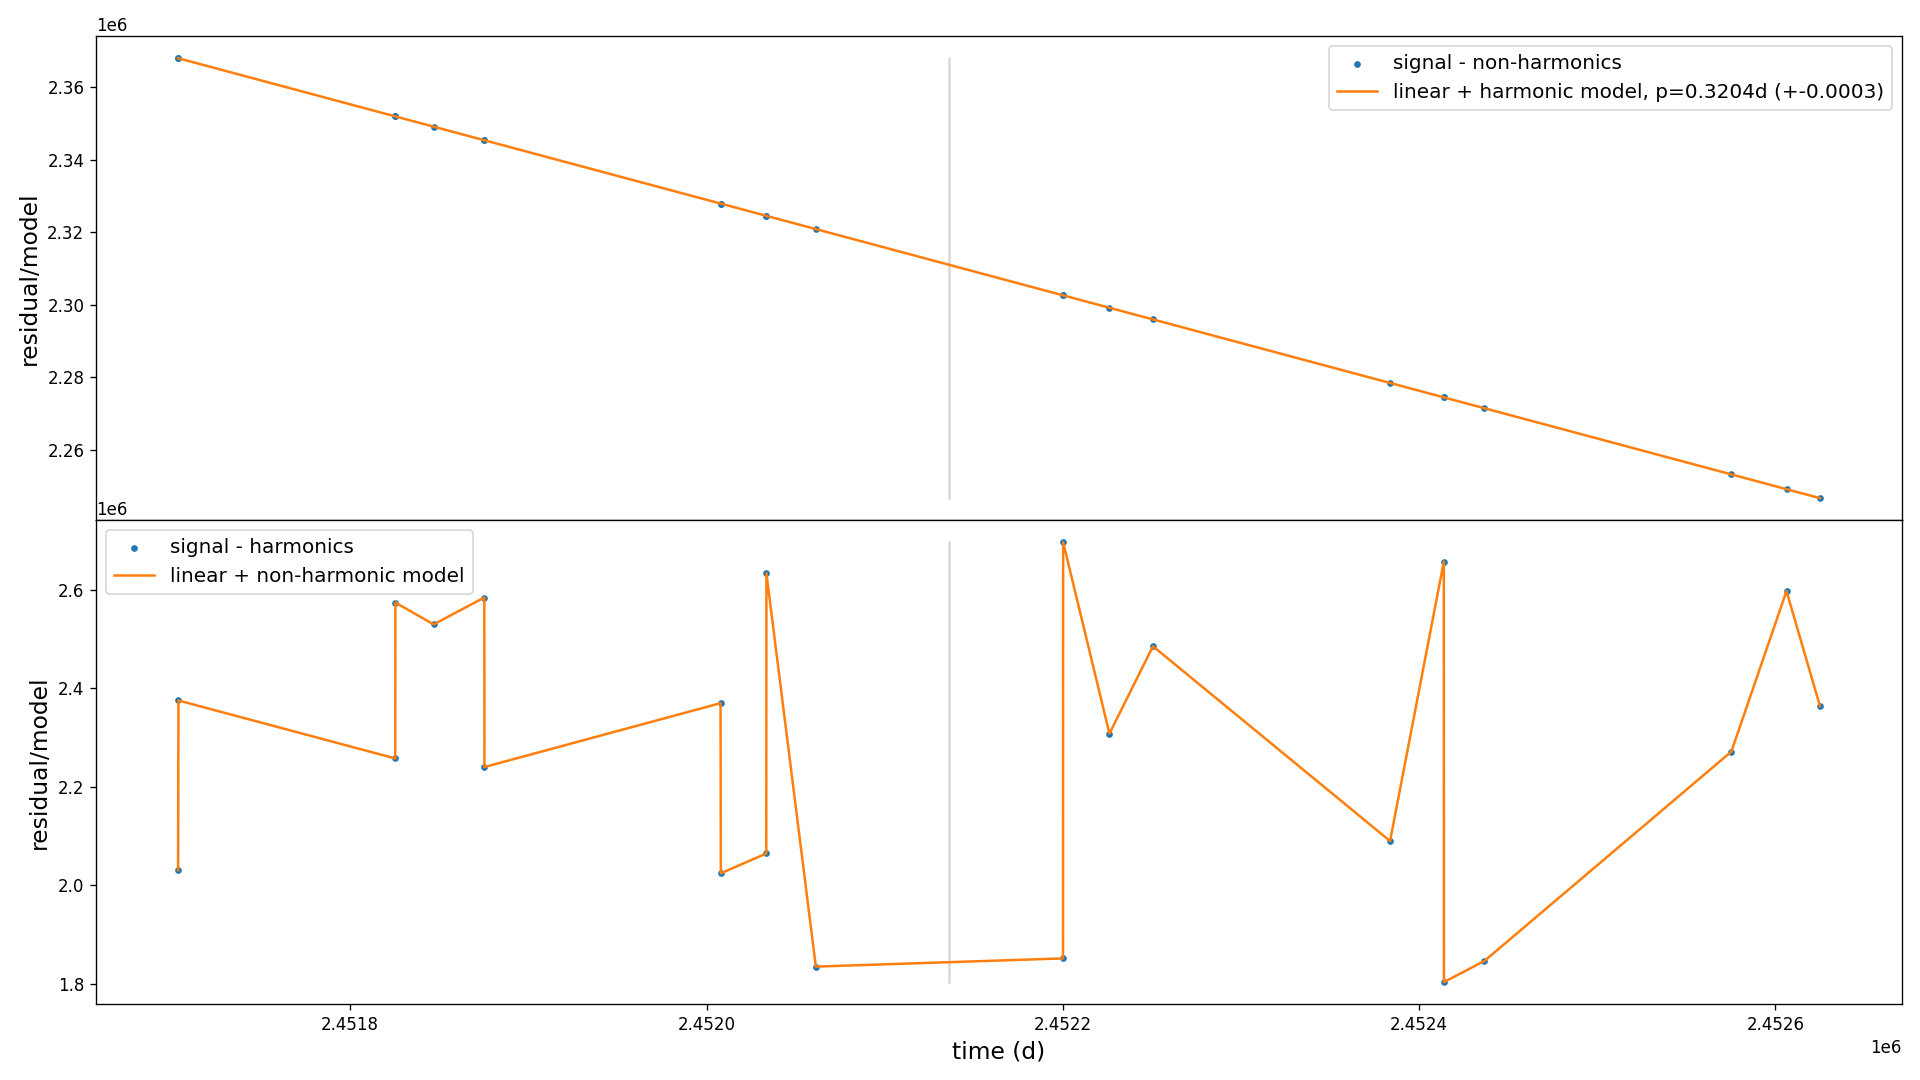 1e6
signal - non-harmonics
linear + harmonic model, p=0.3204d (+-0.0003)
2.36
2.34
2.32
2.30
2.28
2.26
residual/model
1e6
signal - harmonics
linear + non-harmonic model
2.6
2.4
2.2
2.0
1.8
residual/model
2.4518
2.4520
2.4522
2.4524
2.4526
1e6
time (d)